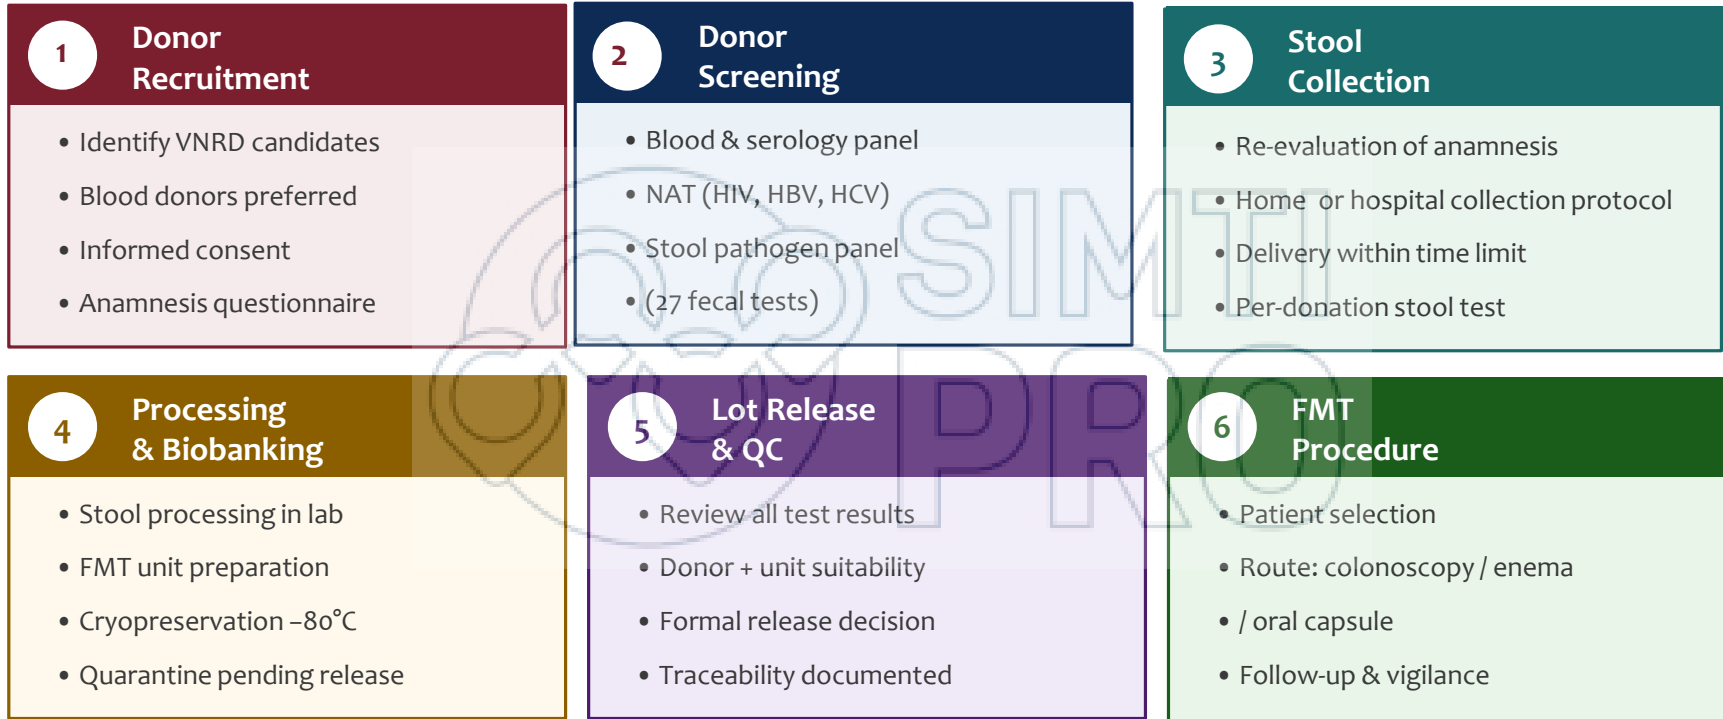 1
Donor
Recruitment
• Identify VNRD candidates
• Blood donors preferred
• Informed consent
• Anamnesis questionnaire
2
Donor
Screening
• Blood & serology panel
• NAT (HIV, HBV, HCV)
• Stool pathogen panel
• (27 fecal tests)
3
Stool
Collection
• Re-evaluation of anamnesis
• Home or hospital collection protocol
• Delivery within time limit
• Per-donation stool test
4
Processing
& Biobanking
• Stool processing in lab
• FMT unit preparation
• Cryopreservation –80°C
• Quarantine pending release
5
Lot Release
& QC
• Review all test results
• Donor + unit suitability
• Formal release decision
• Traceability documented
6
FMT
Procedure
• Patient selection
• Route: colonoscopy / enema
• / oral capsule
• Follow-up & vigilance
SIMTI
PRO